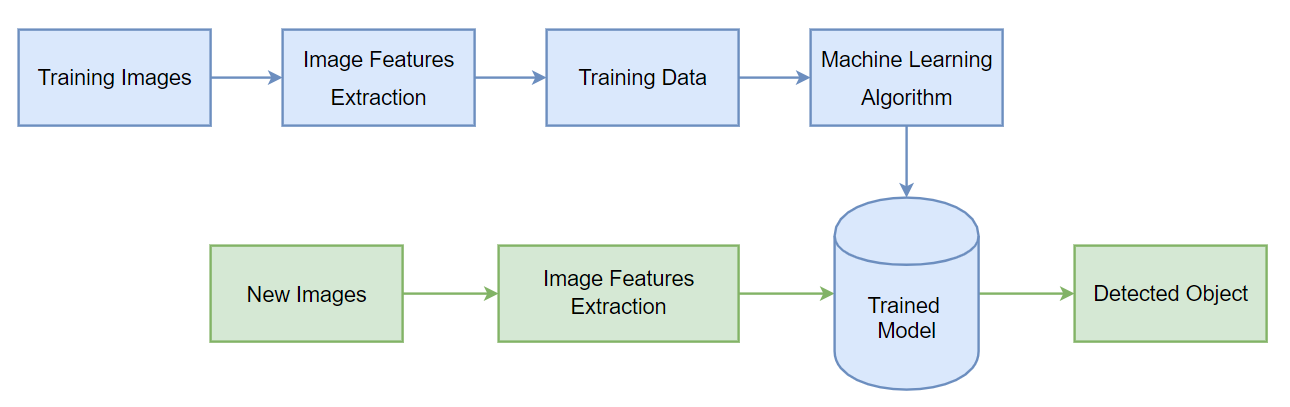 Training Images
Image Features
Extraction
Training Data
Machine Learning
Algorithm
New Images
Image Features
Extraction
Trained
Model
Detected Object